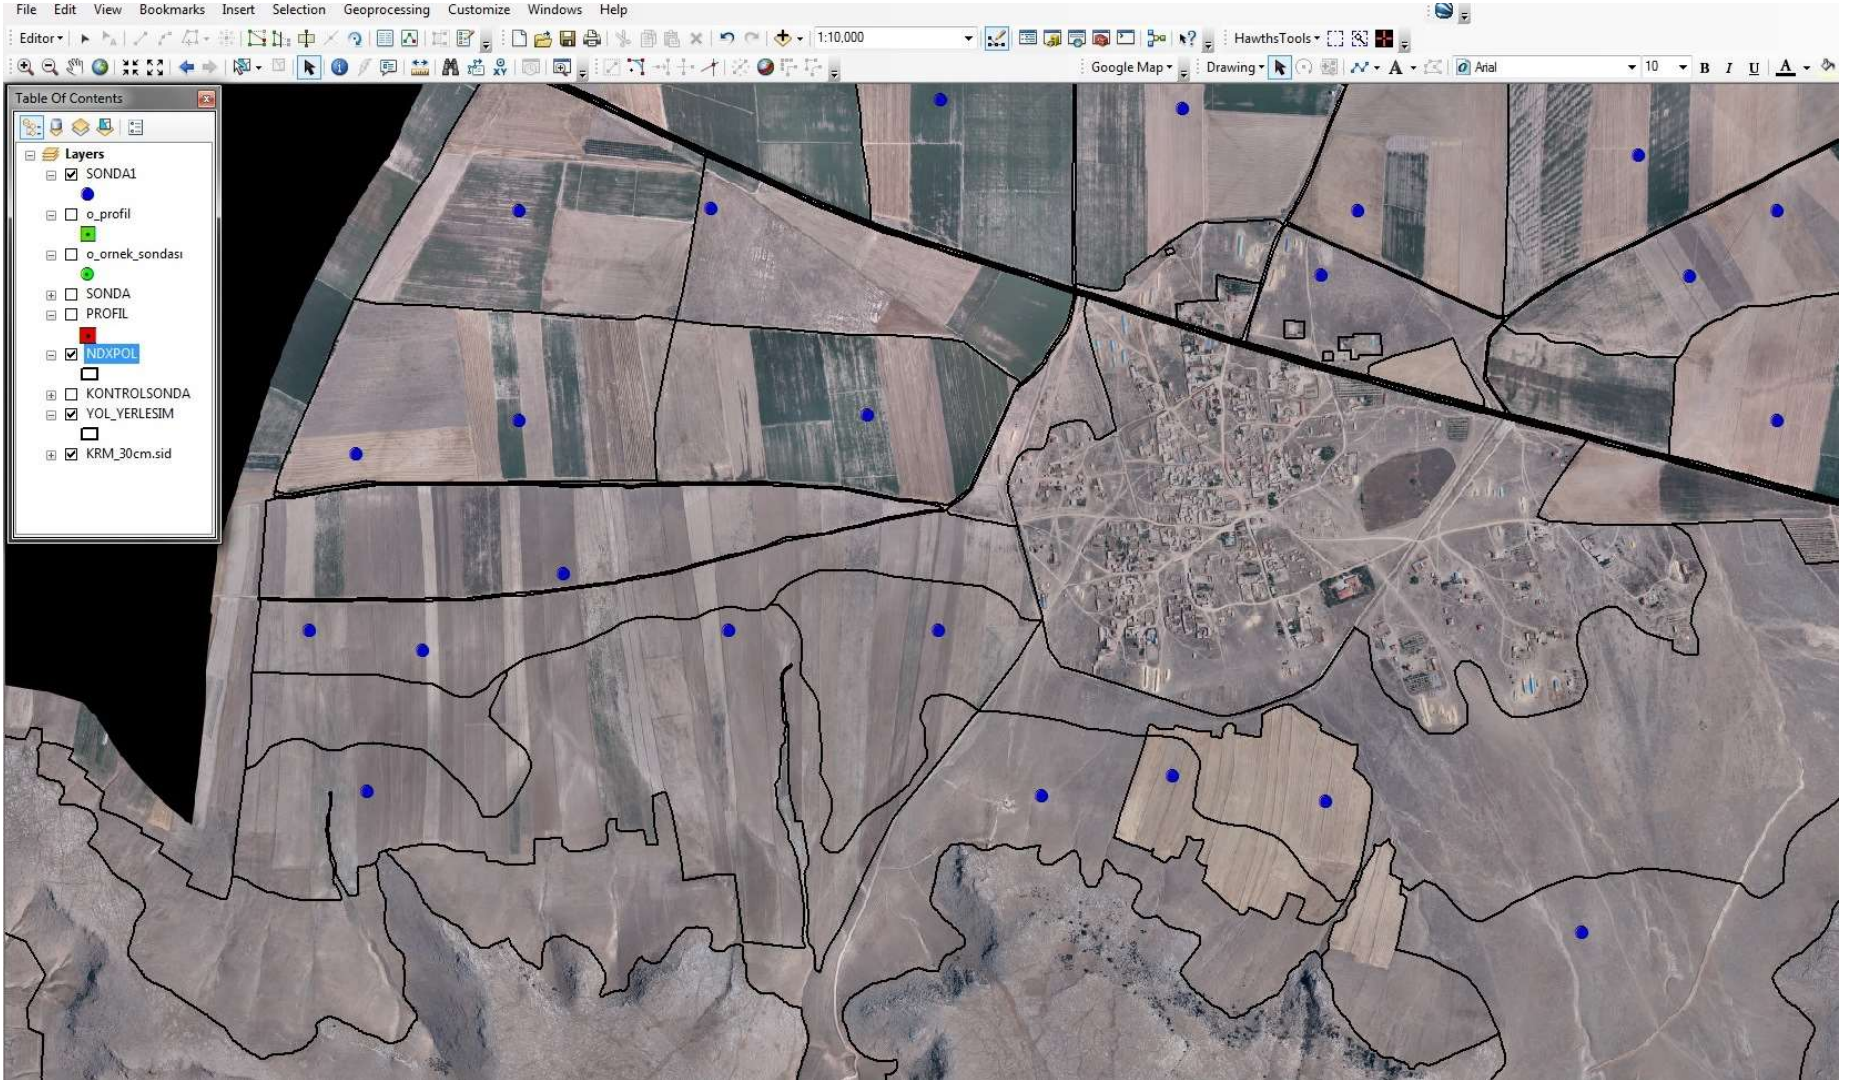 File Edit View Bookmarks Insert Selection Geoprocessing Customize Windows Help
Editor 1:10,000 HawthsTools
Google Map Drawing Arial 10 B I U A
Table Of Contents
Layers
SONDA1
o_profil
o_ornek_sondası
SONDA
PROFIL
NDXPOL
KONTROLSONDA
YOL_YERLESIM
KRM_30cm.sid